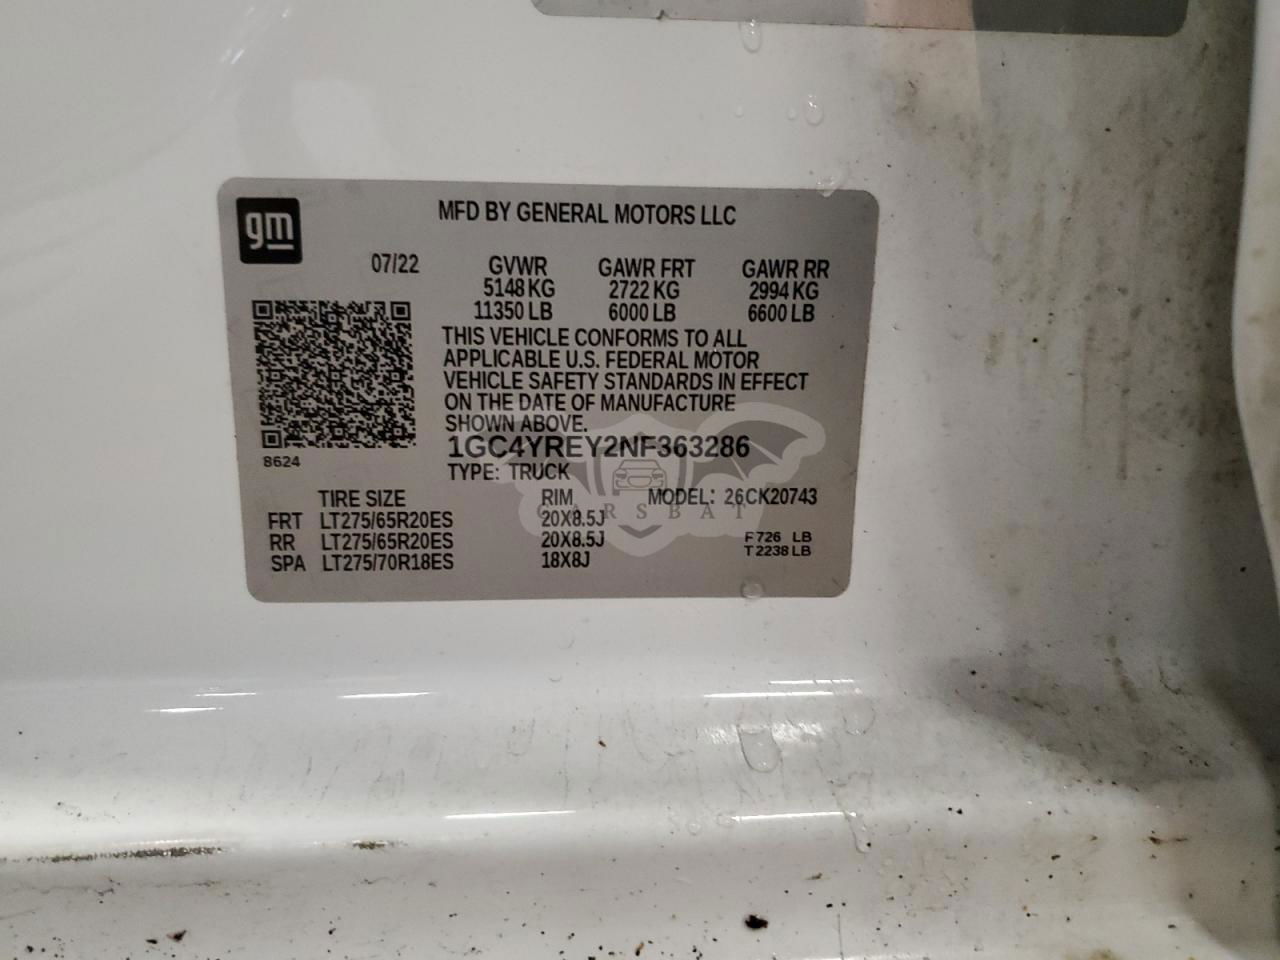 gm
MFD BY GENERAL MOTORS LLC
07/22
GVWR GAWR FRT GAWR RR
5148 KG 2722 KG 2994 KG
11350 LB 6000 LB 6600 LB
THIS VEHICLE CONFORMS TO ALL
APPLICABLE U.S. FEDERAL MOTOR
VEHICLE SAFETY STANDARDS IN EFFECT
ON THE DATE OF MANUFACTURE
SHOWN ABOVE.
8624
1GC4YREY2NF363286
TYPE: TRUCK
TIRE SIZE RIM MODEL: 26CK20743
CARSBAT
FRT LT275/65R20ES 20X8.5J
RR LT275/65R20ES 20X8.5J F726 LB
SPA LT275/70R18ES 18X8J T2238 LB